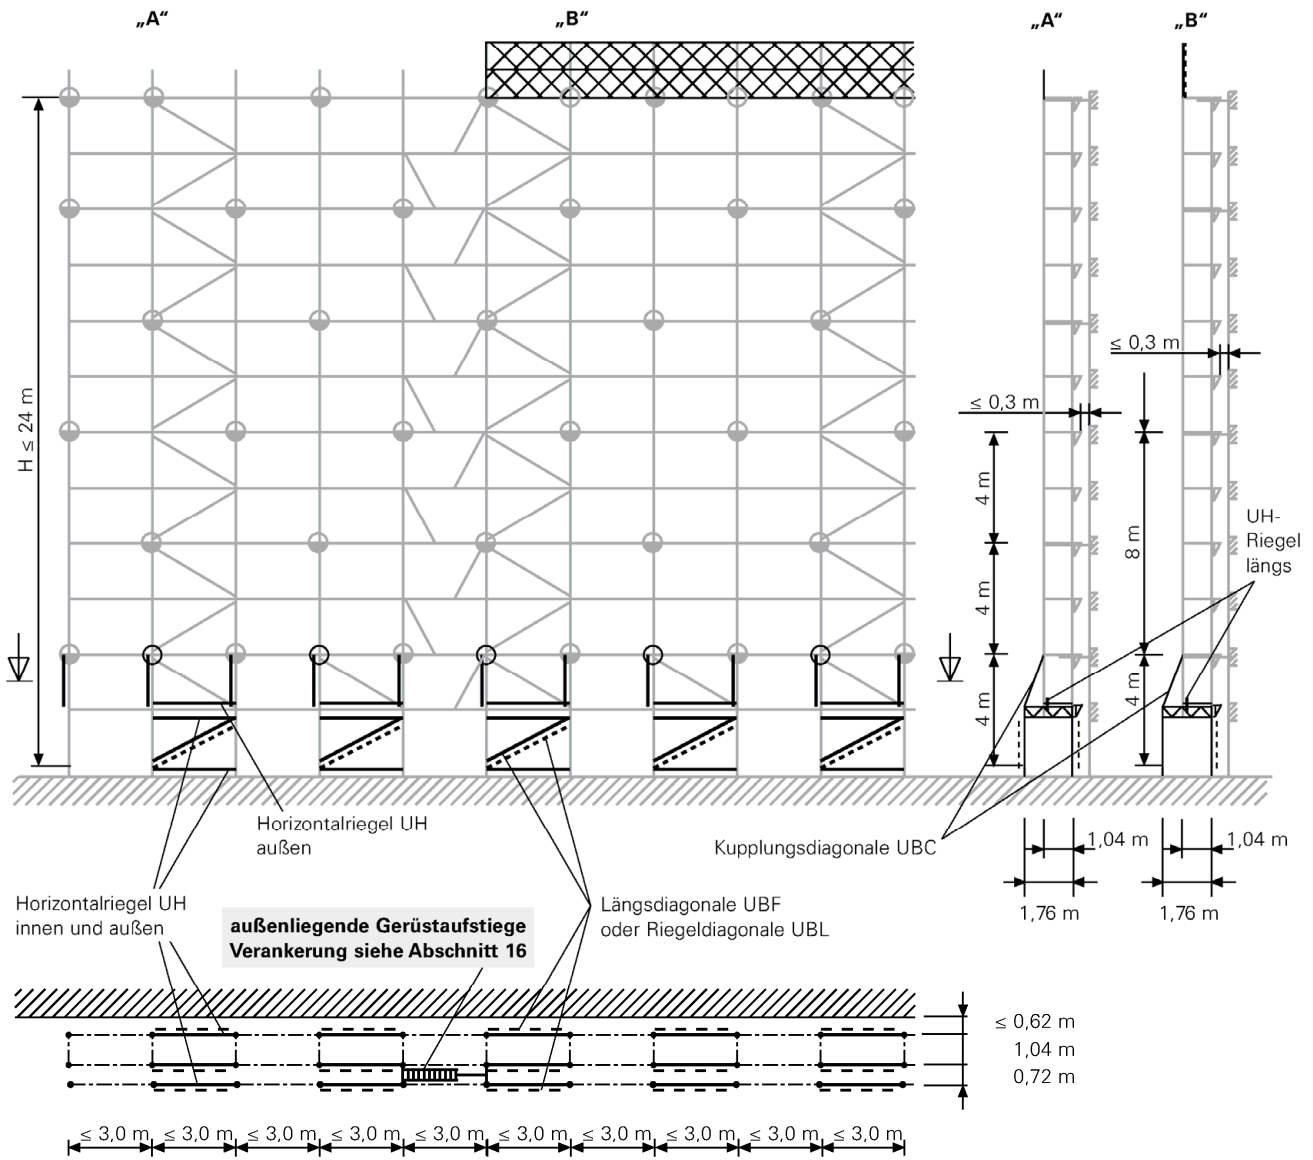 „A“
„B“
„A“
„B“
H ≤ 24 m
≤ 0,3 m
≤ 0,3 m
4 m
4 m
4 m
8 m
4 m
UH-
Riegel
längs
Horizontalriegel UH
außen
Kupplungsdiagonale UBC
1,04 m
1,04 m
1,76 m
1,76 m
Horizontalriegel UH
innen und außen
außenliegende Gerüstaufstiege
Verankerung siehe Abschnitt 16
Längsdiagonale UBF
oder Riegeldiagonale UBL
≤ 0,62 m
1,04 m
0,72 m
≤ 3,0 m ≤ 3,0 m ≤ 3,0 m ≤ 3,0 m ≤ 3,0 m ≤ 3,0 m ≤ 3,0 m ≤ 3,0 m ≤ 3,0 m ≤ 3,0 m